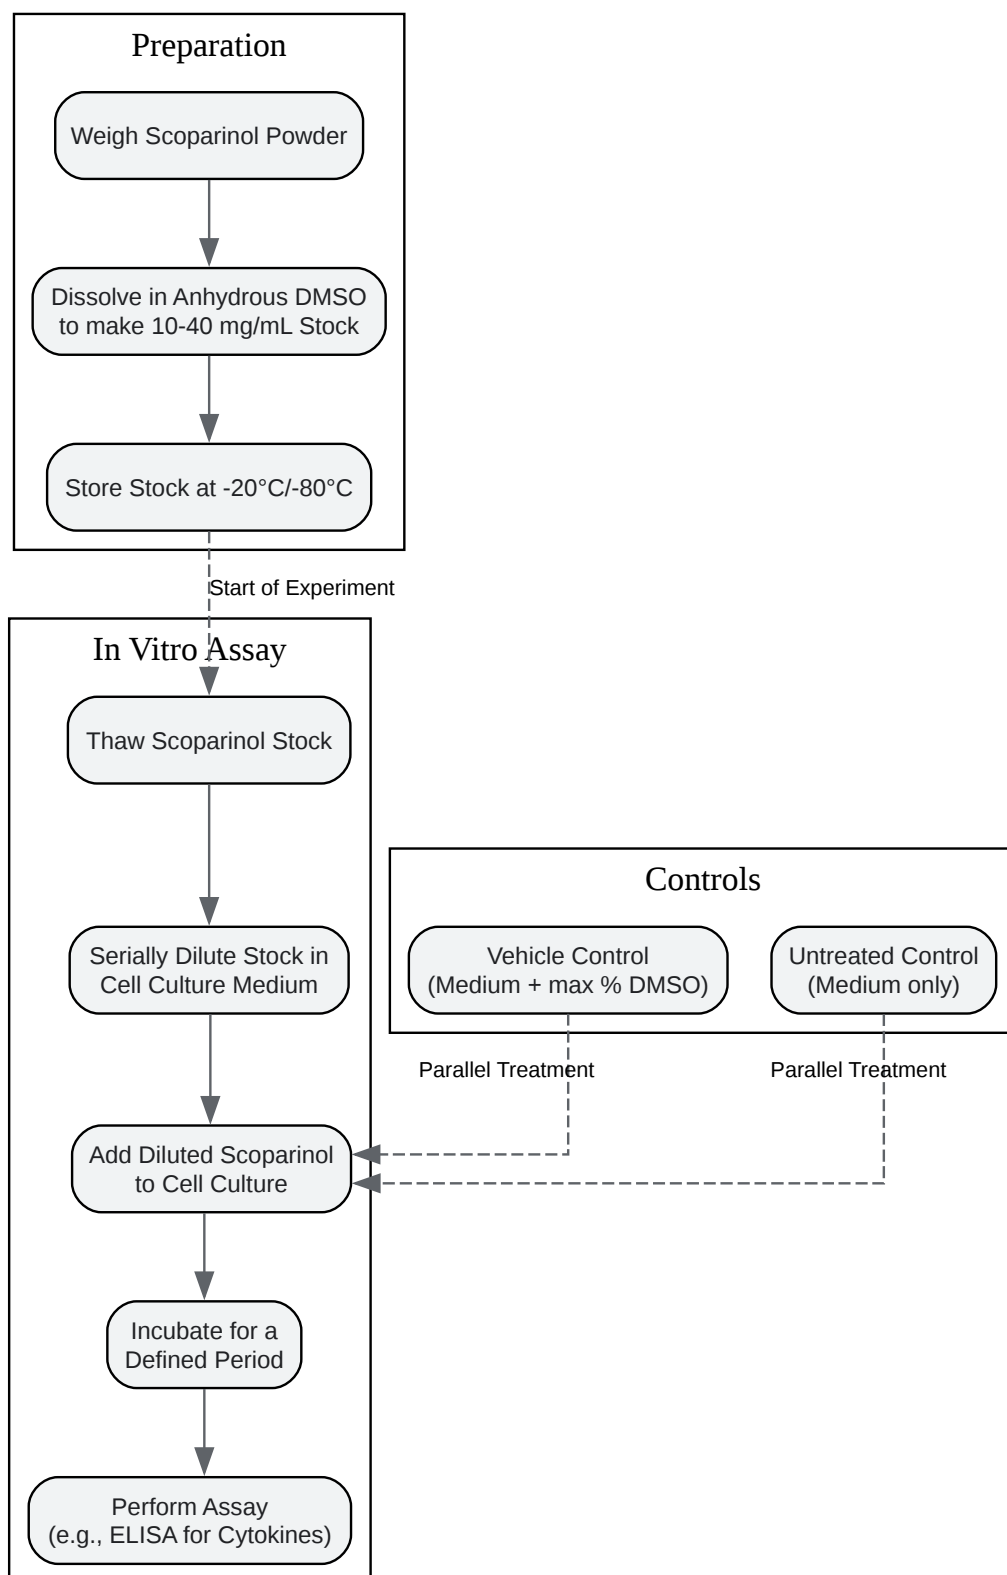 Preparation
Weigh Scoparinol Powder
Dissolve in Anhydrous DMSO
to make 10-40 mg/mL Stock
Store Stock at -20°C/-80°C
Start of Experiment
In Vitro Assay
Thaw Scoparinol Stock
Serially Dilute Stock in
Cell Culture Medium
Controls
Vehicle Control
(Medium + max % DMSO)
Untreated Control
(Medium only)
Parallel Treatment
Parallel Treatment
Add Diluted Scoparinol
to Cell Culture
Incubate for a
Defined Period
Perform Assay
(e.g., ELISA for Cytokines)